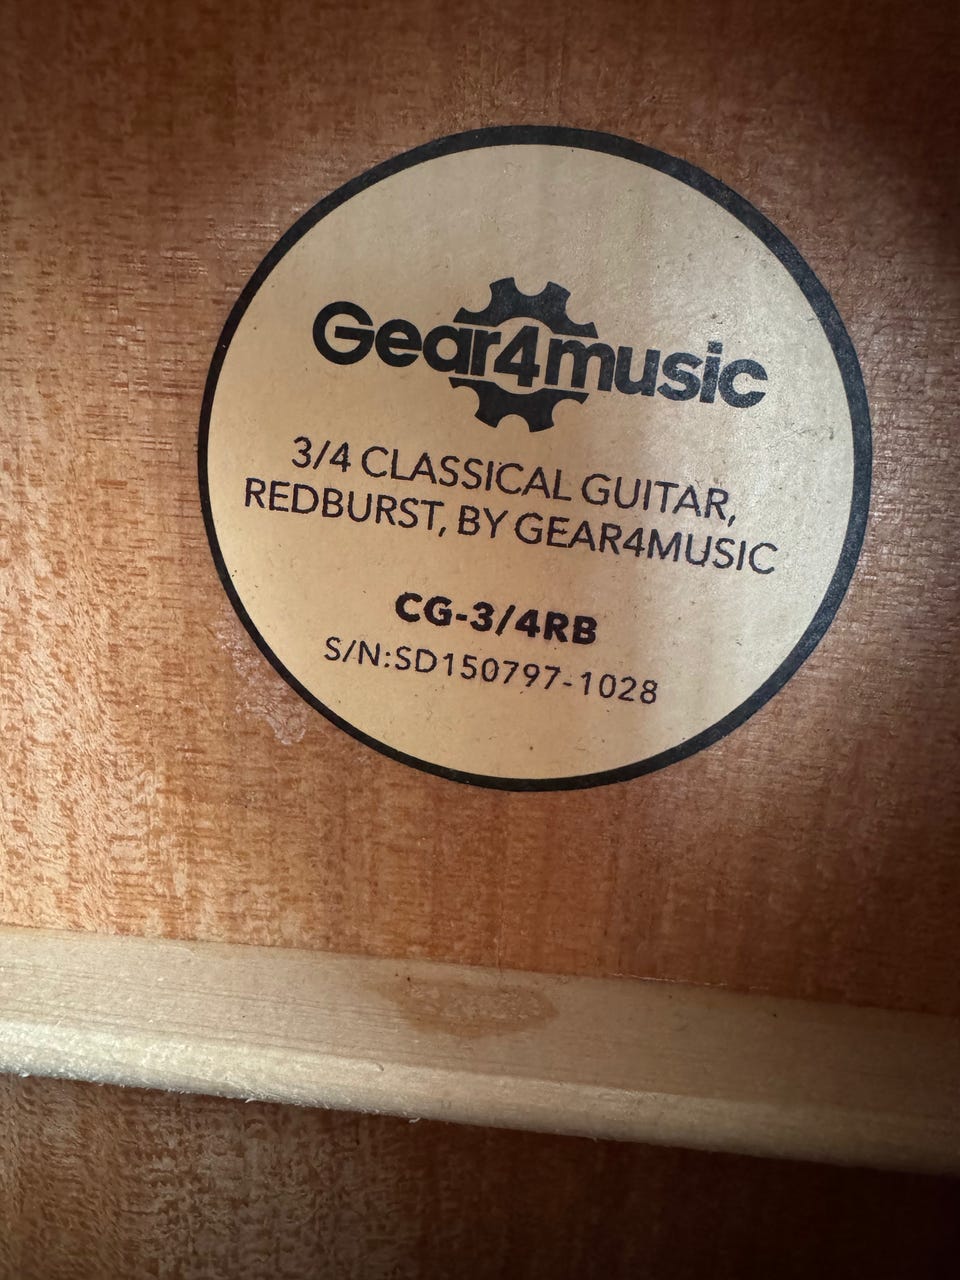 Gear4music
3/4 CLASSICAL GUITAR,
REDBURST, BY GEAR4MUSIC
CG-3/4RB
S/N:SD150797-1028